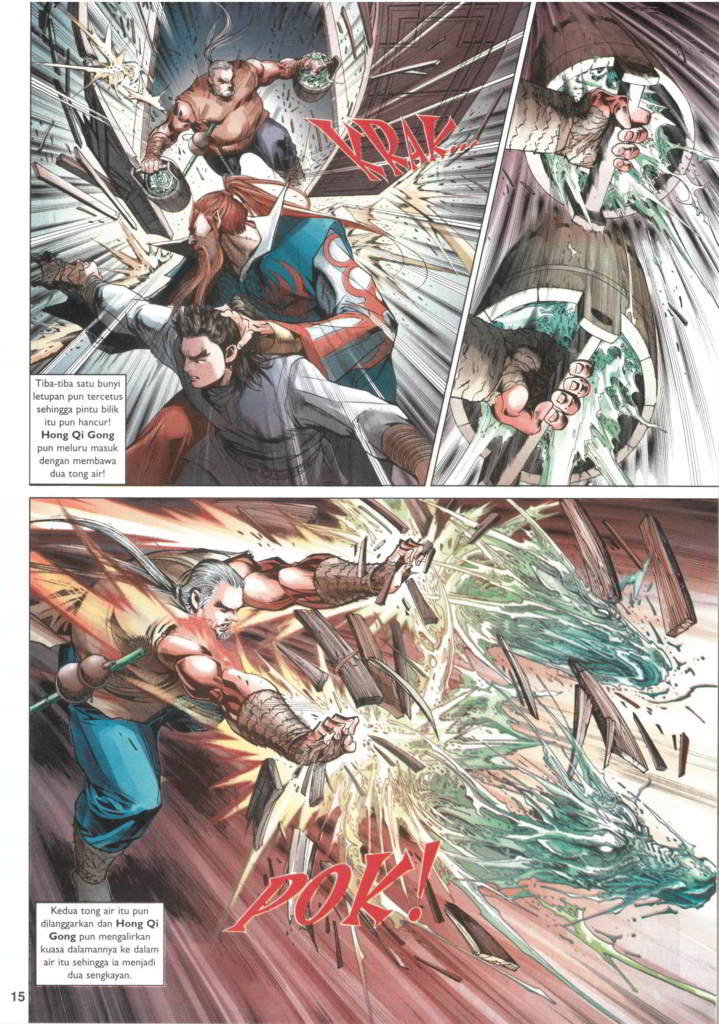 KRAK...
Tiba-tiba satu bunyi
letupan pun tercetus
sehingga pintu bilik
itu pun hancur!
Hong Qi Gong
pun meluru masuk
dengan membawa
dua tong air!
POK!
Kedua tong air itu pun
dilanggarkan dan Hong Qi
Gong pun mengalirkan
kuasa dalamannya ke dalam
air itu sehingga ia menjadi
dua sengkayan.
15